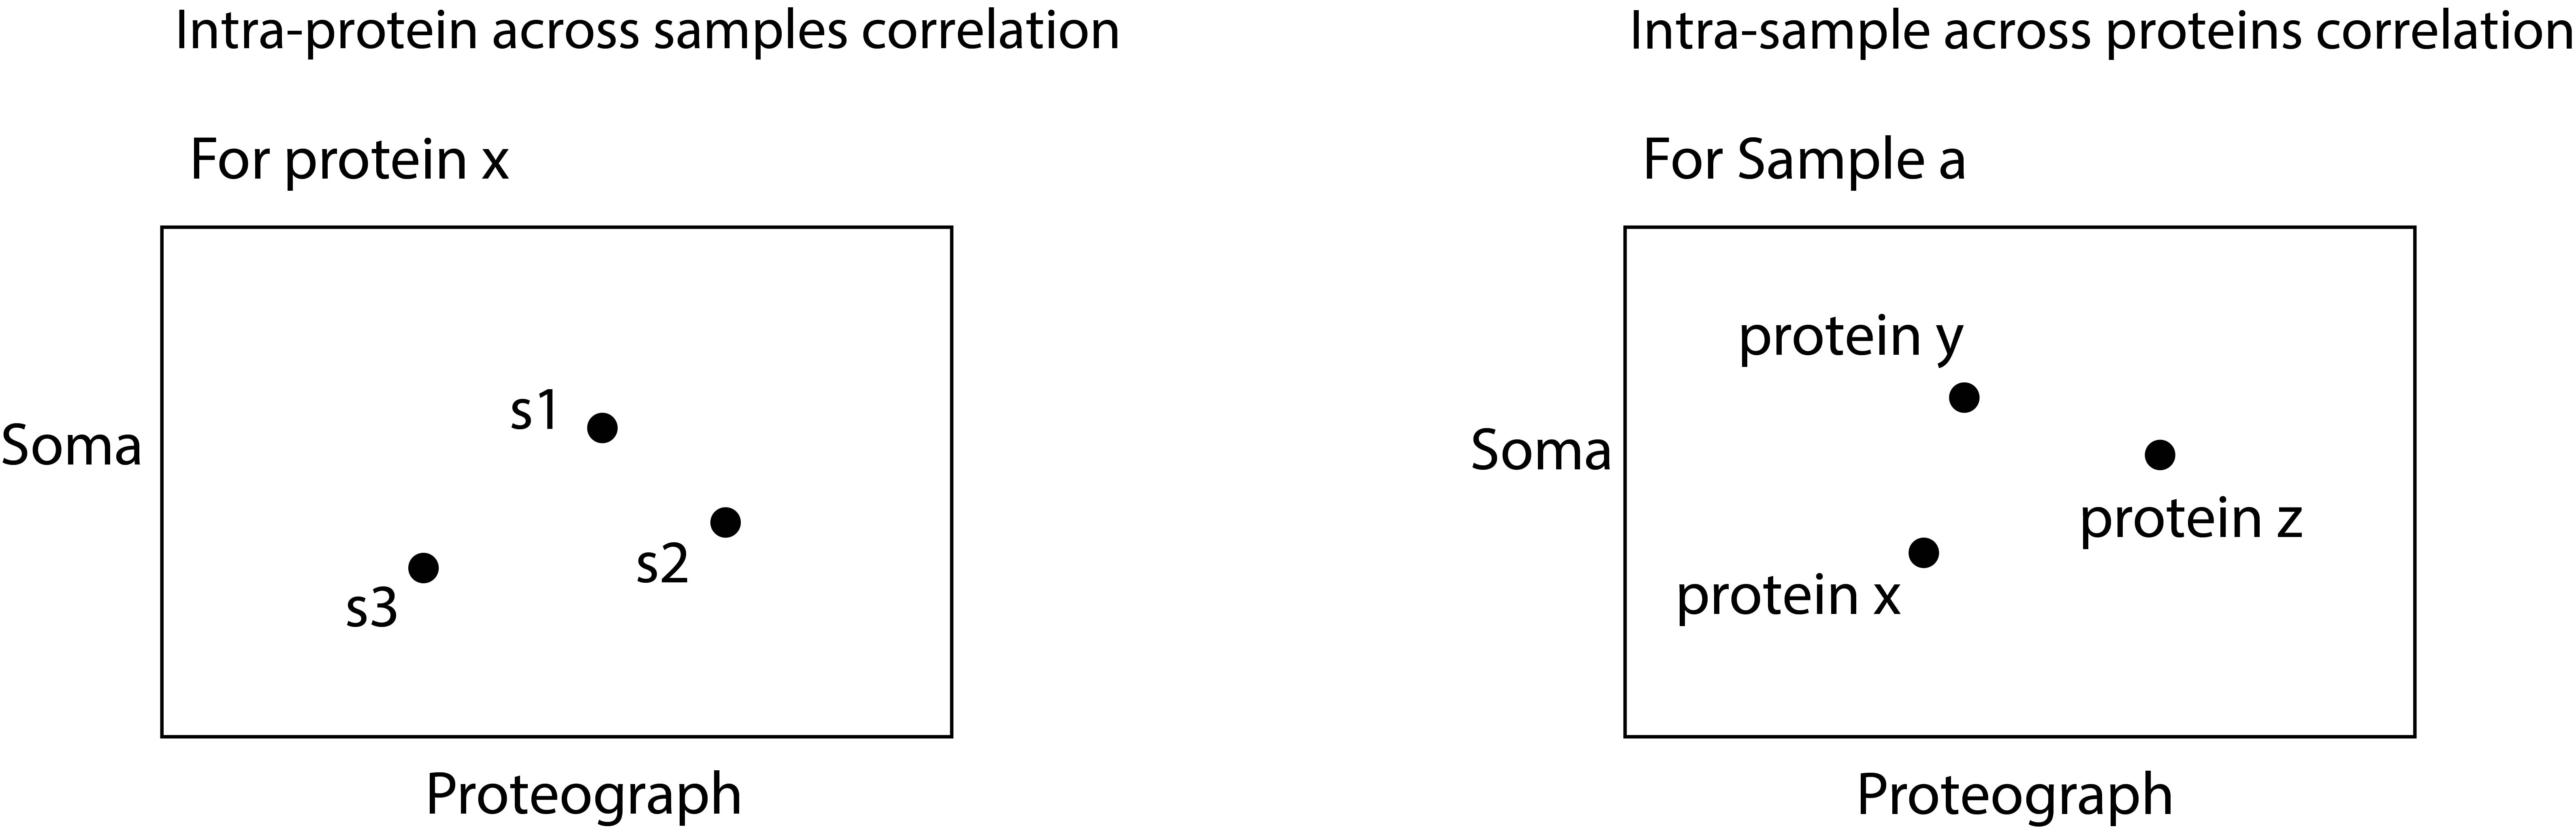 Intra-protein across samples correlation
For protein x
Soma
s1
s2
s3
Proteograph
Intra-sample across proteins correlation
For Sample a
Soma
protein y
protein z
protein x
Proteograph